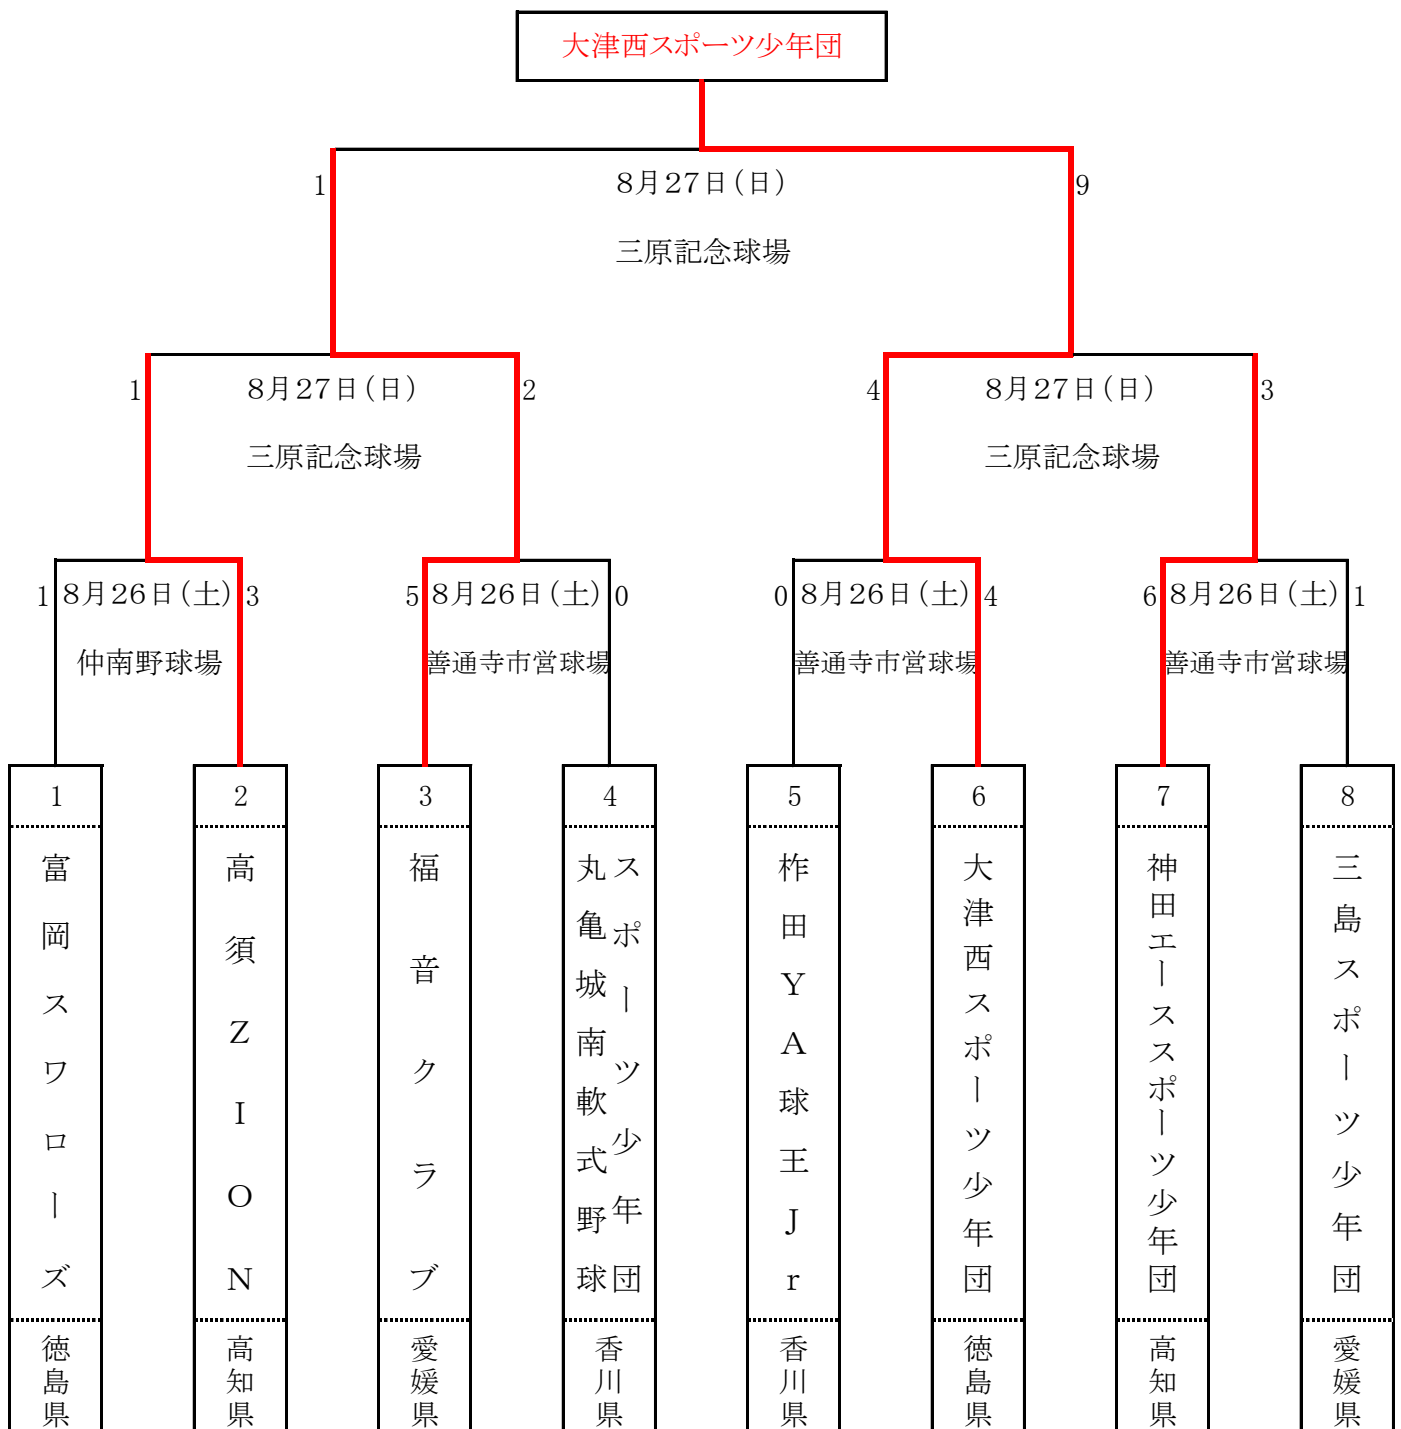 大津西スポーツ少年団
1 8月27日(日) 9
三原記念球場
1 8月27日(日) 2
三原記念球場
4 8月27日(日) 3
三原記念球場
1 8月26日(土) 3
仲南野球場
5 8月26日(土) 0
善通寺市営球場
0 8月26日(土) 4
善通寺市営球場
6 8月26日(土) 1
善通寺市営球場
1
富岡スワローズ
徳島県
2
高須ZION
高知県
3
福音クラブ
愛媛県
4
丸亀城南軟式野球
スポーツ少年団
香川県
5
柞田YA球王Jr
香川県
6
大津西スポーツ少年団
徳島県
7
神田エーススポーツ少年団
高知県
8
三島スポーツ少年団
愛媛県